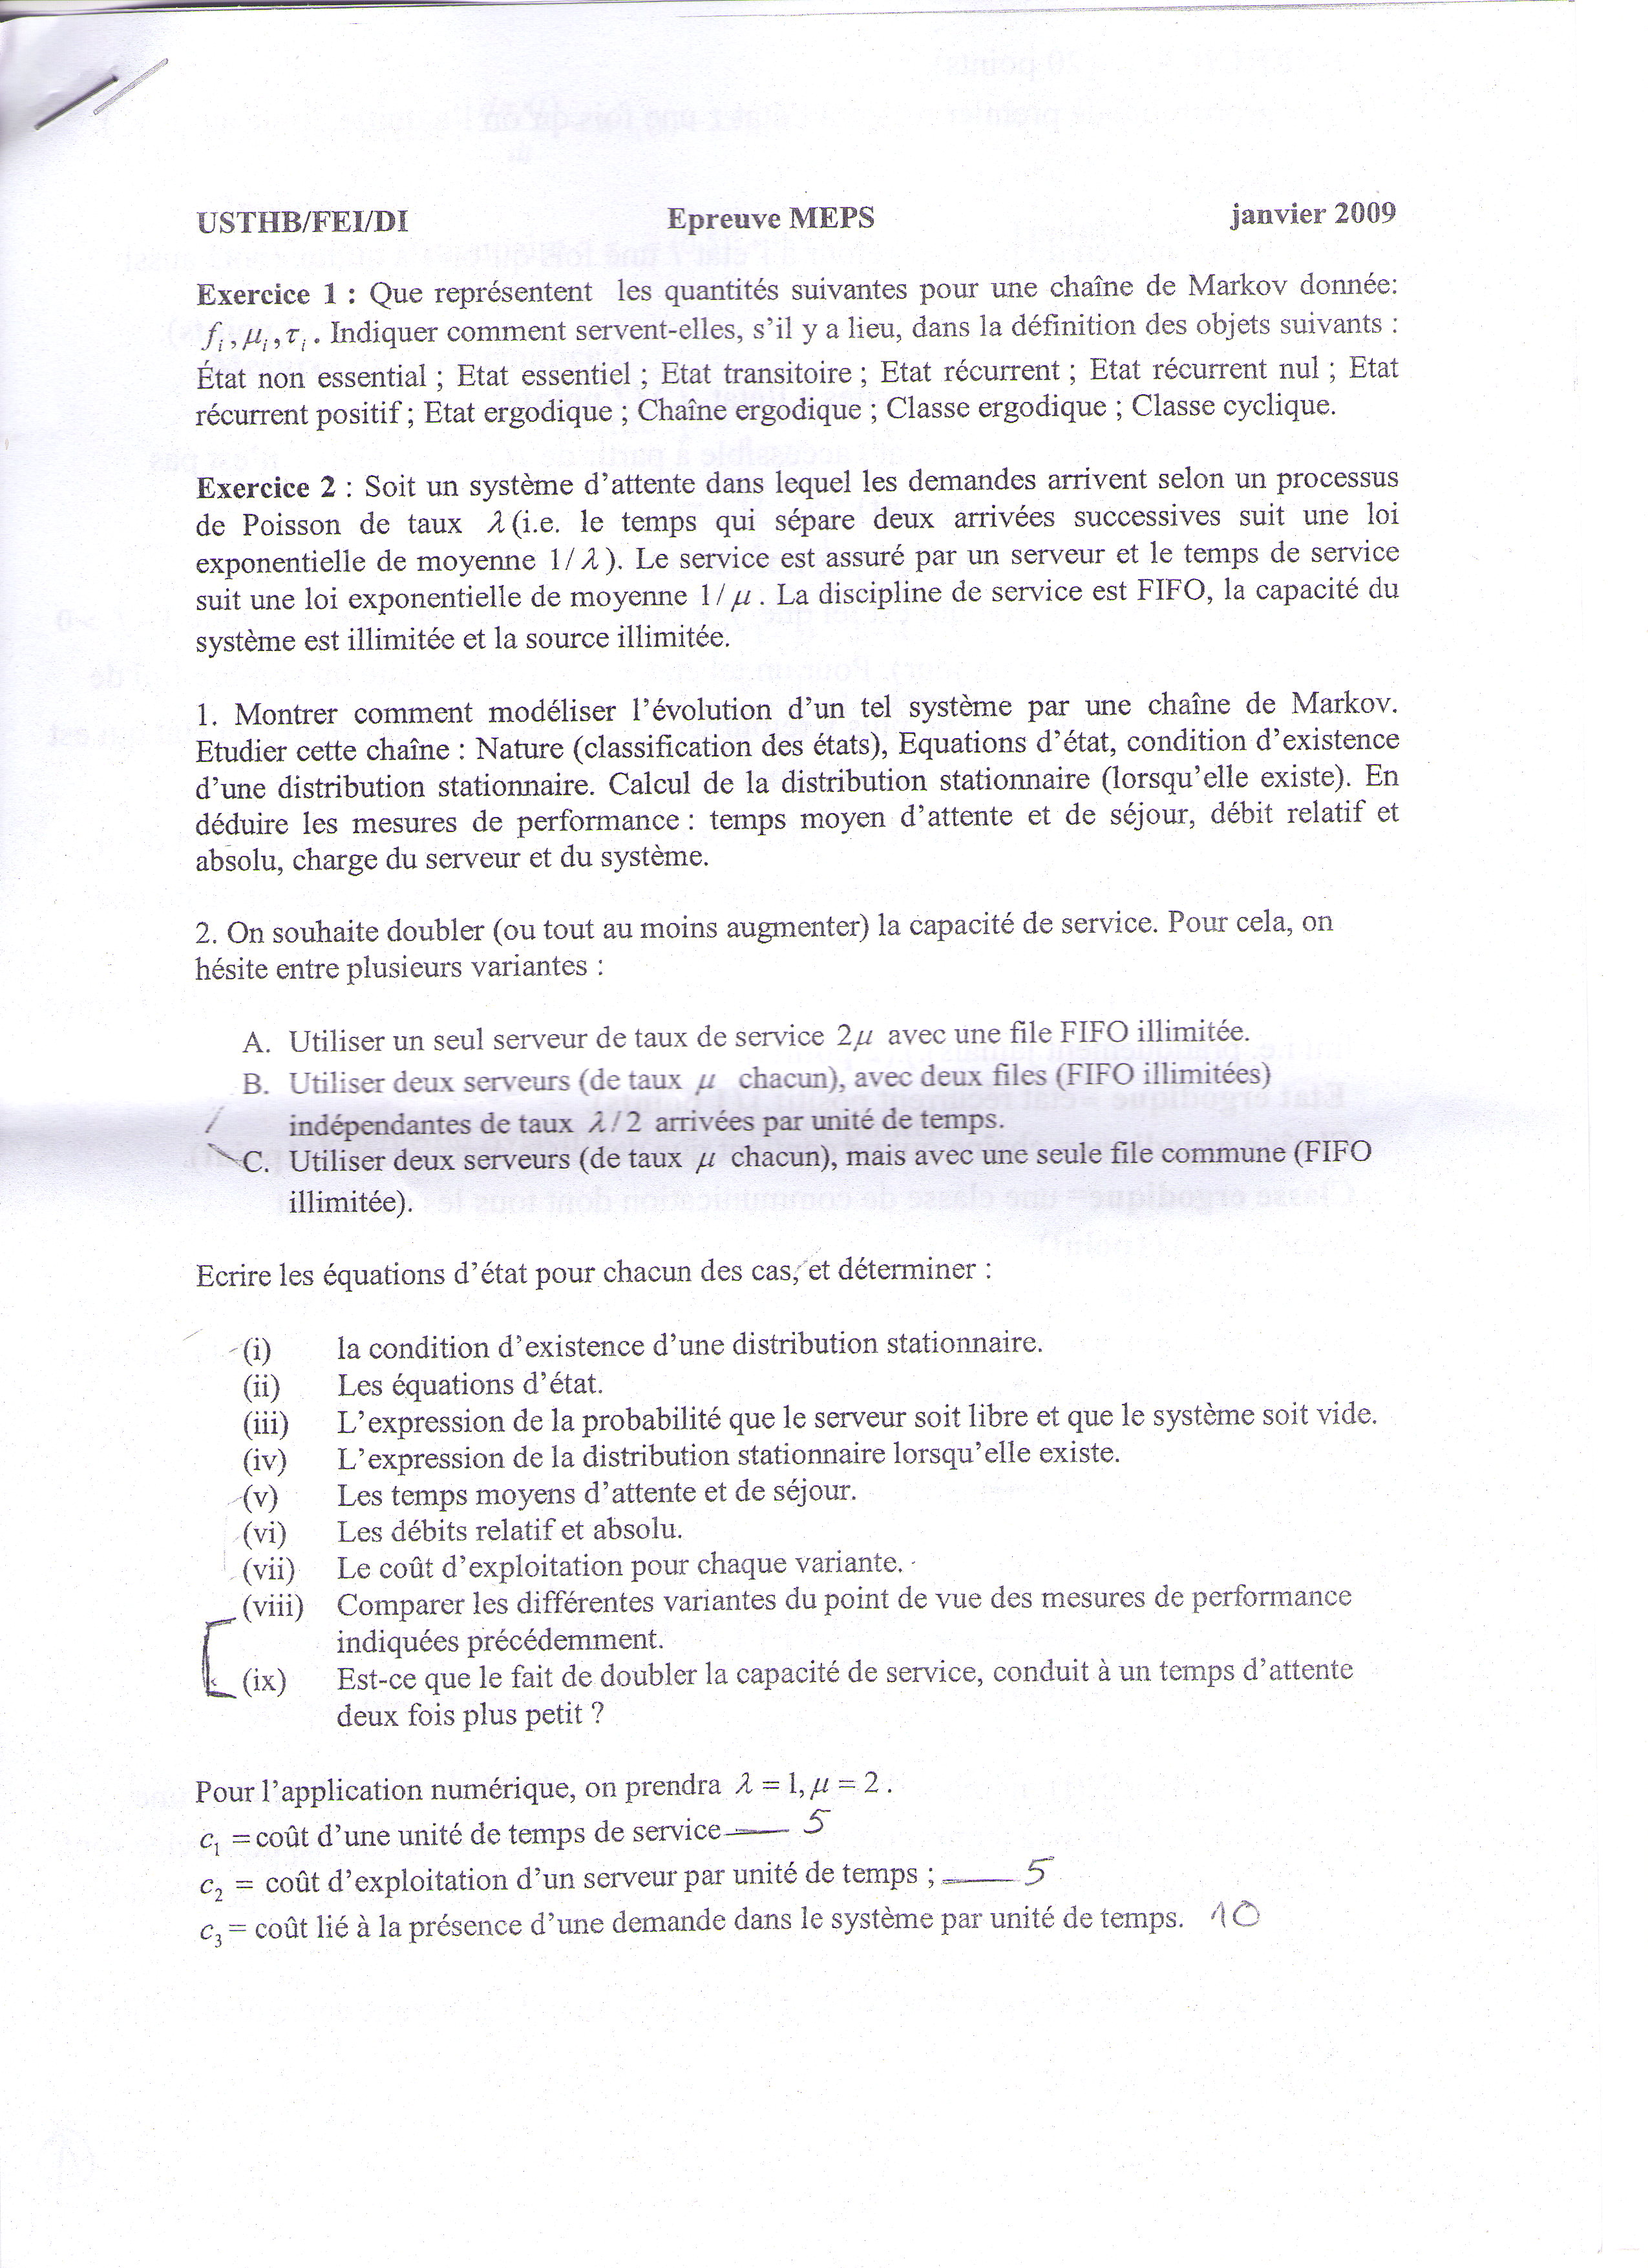 USTHB/FEI/DI Epreuve MEPS janvier 2009
Exercice 1 : Que représentent les quantités suivantes pour une chaîne de Markov donnée:
f_i, μ_i, τ_i. Indiquer comment servent-elles, s'il y a lieu, dans la définition des objets suivants :
État non essential ; Etat essentiel ; Etat transitoire ; Etat récurrent ; Etat récurrent nul ; Etat
récurrent positif ; Etat ergodique ; Chaîne ergodique ; Classe ergodique ; Classe cyclique.
Exercice 2 : Soit un système d'attente dans lequel les demandes arrivent selon un processus
de Poisson de taux λ (i.e. le temps qui sépare deux arrivées successives suit une loi
exponentielle de moyenne 1/ λ ). Le service est assuré par un serveur et le temps de service
suit une loi exponentielle de moyenne 1/ μ . La discipline de service est FIFO, la capacité du
système est illimitée et la source illimitée.
1. Montrer comment modéliser l'évolution d'un tel système par une chaîne de Markov.
Etudier cette chaîne : Nature (classification des états), Equations d'état, condition d'existence
d'une distribution stationnaire. Calcul de la distribution stationnaire (lorsqu'elle existe). En
déduire les mesures de performance : temps moyen d'attente et de séjour, débit relatif et
absolu, charge du serveur et du système.
2. On souhaite doubler (ou tout au moins augmenter) la capacité de service. Pour cela, on
hésite entre plusieurs variantes :
A. Utiliser un seul serveur de taux de service 2μ avec une file FIFO illimitée.
B. Utiliser deux serveurs (de taux μ chacun), avec deux files (FIFO illimitées)
indépendantes de taux λ/2 arrivées par unité de temps.
C. Utiliser deux serveurs (de taux μ chacun), mais avec une seule file commune (FIFO
illimitée).
Ecrire les équations d'état pour chacun des cas, et déterminer :
(i) la condition d'existence d'une distribution stationnaire.
(ii) Les équations d'état.
(iii) L'expression de la probabilité que le serveur soit libre et que le système soit vide.
(iv) L'expression de la distribution stationnaire lorsqu'elle existe.
(v) Les temps moyens d'attente et de séjour.
(vi) Les débits relatif et absolu.
(vii) Le coût d'exploitation pour chaque variante.
(viii) Comparer les différentes variantes du point de vue des mesures de performance
indiquées précédemment.
(ix) Est-ce que le fait de doubler la capacité de service, conduit à un temps d'attente
deux fois plus petit ?
Pour l'application numérique, on prendra λ = 1, μ = 2 .
c₁ = coût d'une unité de temps de service — 5
c₂ = coût d'exploitation d'un serveur par unité de temps ; — 5
c₃ = coût lié à la présence d'une demande dans le système par unité de temps. 10